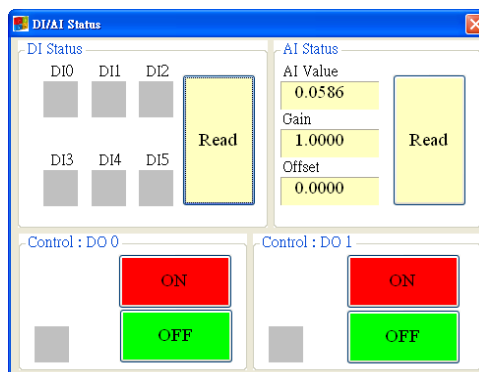 DI/AI Status
DI Status
DI0 DI1 DI2
Read
DI3 DI4 DI5
AI Status
AI Value
0.0586
Gain
1.0000
Offset
0.0000
Read
Control : DO 0
ON
OFF
Control : DO 1
ON
OFF